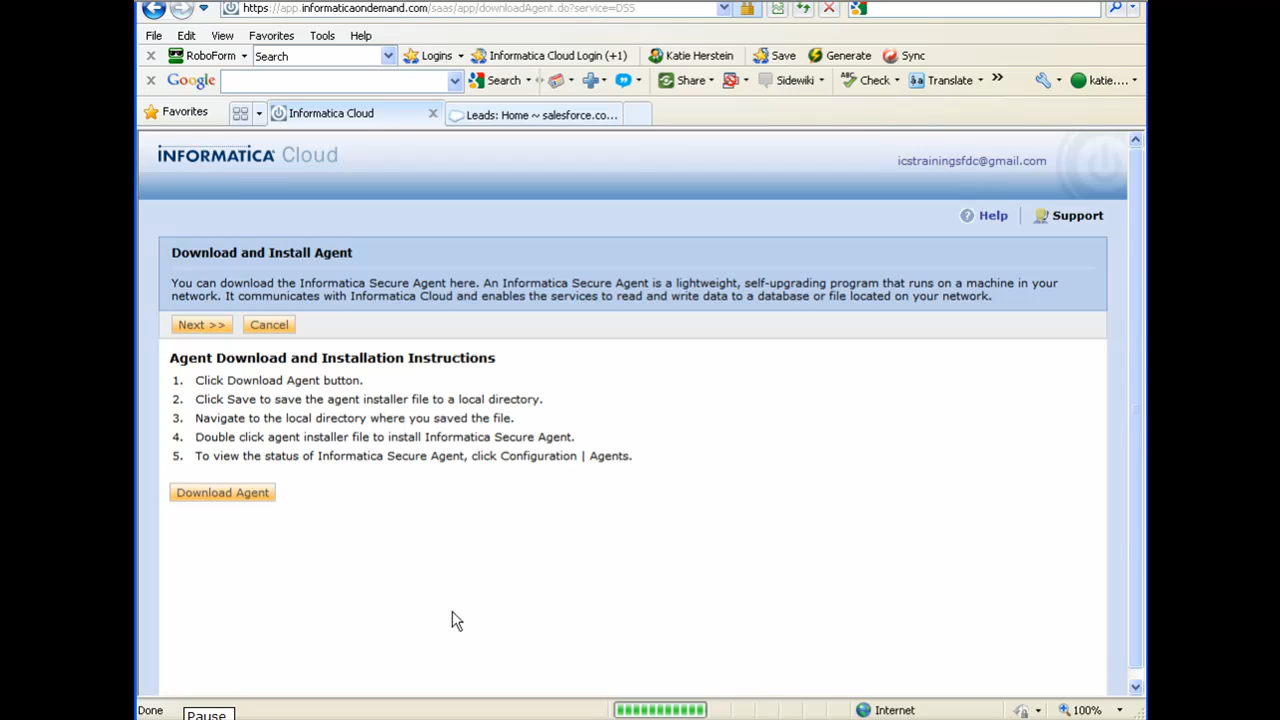 https://app.informaticaondemand.com/saas/app/downloadAgent.do?service=DSS
File Edit View Favorites Tools Help
RoboForm Search Logins Informatica Cloud Login (+1) Katie Herstein Save Generate Sync
Google Search Share Sidewiki Check Translate katie....
Favorites Informatica Cloud Leads: Home ~ salesforce.co...
INFORMATICA Cloud
icstrainingsfdc@gmail.com
Help Support
Download and Install Agent
You can download the Informatica Secure Agent here. An Informatica Secure Agent is a lightweight, self-upgrading program that runs on a machine in your
network. It communicates with Informatica Cloud and enables the services to read and write data to a database or file located on your network.
Next >> Cancel
Agent Download and Installation Instructions
1. Click Download Agent button.
2. Click Save to save the agent installer file to a local directory.
3. Navigate to the local directory where you saved the file.
4. Double click agent installer file to install Informatica Secure Agent.
5. To view the status of Informatica Secure Agent, click Configuration | Agents.
Download Agent
Done Pause Internet 100%